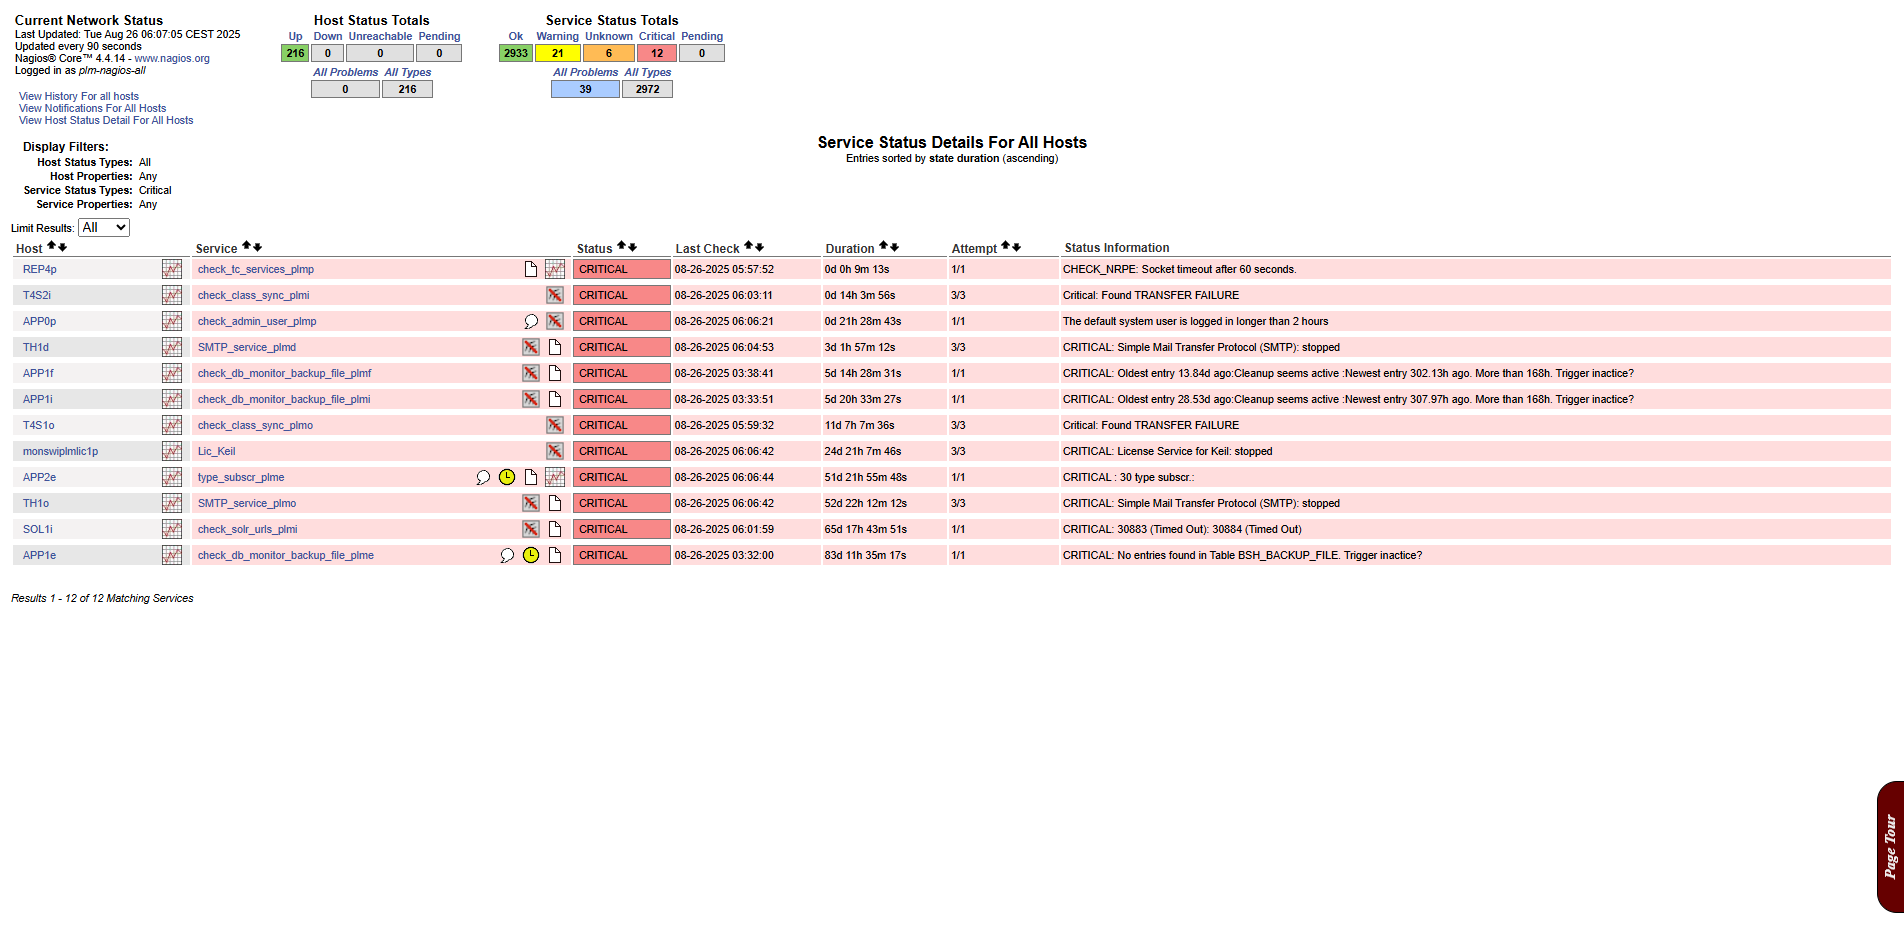 Current Network Status
Last Updated: Tue Aug 26 06:07:05 CEST 2025
Updated every 90 seconds
Nagios® Core™ 4.4.14 - www.nagios.org
Logged in as plm-nagios-all
View History For all hosts
View Notifications For All Hosts
View Host Status Detail For All Hosts
Host Status Totals
Up Down Unreachable Pending
216 0 0 0
All Problems All Types
0 216
Service Status Totals
Ok Warning Unknown Critical Pending
2933 21 6 12 0
All Problems All Types
39 2972
Display Filters:
Host Status Types: All
Host Properties: Any
Service Status Types: Critical
Service Properties: Any
Service Status Details For All Hosts
Entries sorted by state duration (ascending)
Limit Results: All
Host Service Status Last Check Duration Attempt Status Information
REP4p check_tc_services_plmp CRITICAL 08-26-2025 05:57:52 0d 0h 9m 13s 1/1 CHECK_NRPE: Socket timeout after 60 seconds.
T4S2i check_class_sync_plmi CRITICAL 08-26-2025 06:03:11 0d 14h 3m 56s 3/3 Critical: Found TRANSFER FAILURE
APP0p check_admin_user_plmp CRITICAL 08-26-2025 06:06:21 0d 21h 28m 43s 1/1 The default system user is logged in longer than 2 hours
TH1d SMTP_service_plmd CRITICAL 08-26-2025 06:04:53 3d 1h 57m 12s 3/3 CRITICAL: Simple Mail Transfer Protocol (SMTP): stopped
APP1f check_db_monitor_backup_file_plmf CRITICAL 08-26-2025 03:38:41 5d 14h 28m 31s 1/1 CRITICAL: Oldest entry 13.84d ago:Cleanup seems active :Newest entry 302.13h ago. More than 168h. Trigger inactice?
APP1i check_db_monitor_backup_file_plmi CRITICAL 08-26-2025 03:33:51 5d 20h 33m 27s 1/1 CRITICAL: Oldest entry 28.53d ago:Cleanup seems active :Newest entry 307.97h ago. More than 168h. Trigger inactice?
T4S1o check_class_sync_plmo CRITICAL 08-26-2025 05:59:32 11d 7h 7m 36s 3/3 Critical: Found TRANSFER FAILURE
monswiplmlic1p Lic_Keil CRITICAL 08-26-2025 06:06:42 24d 21h 7m 46s 3/3 CRITICAL: License Service for Keil: stopped
APP2e type_subscr_plme CRITICAL 08-26-2025 06:06:44 51d 21h 55m 48s 1/1 CRITICAL : 30 type subscr.:
TH1o SMTP_service_plmo CRITICAL 08-26-2025 06:06:42 52d 22h 12m 12s 3/3 CRITICAL: Simple Mail Transfer Protocol (SMTP): stopped
SOL1i check_solr_urls_plmi CRITICAL 08-26-2025 06:01:59 65d 17h 43m 51s 1/1 CRITICAL: 30883 (Timed Out): 30884 (Timed Out)
APP1e check_db_monitor_backup_file_plme CRITICAL 08-26-2025 03:32:00 83d 11h 35m 17s 1/1 CRITICAL: No entries found in Table BSH_BACKUP_FILE. Trigger inactice?
Results 1 - 12 of 12 Matching Services
Page Tour